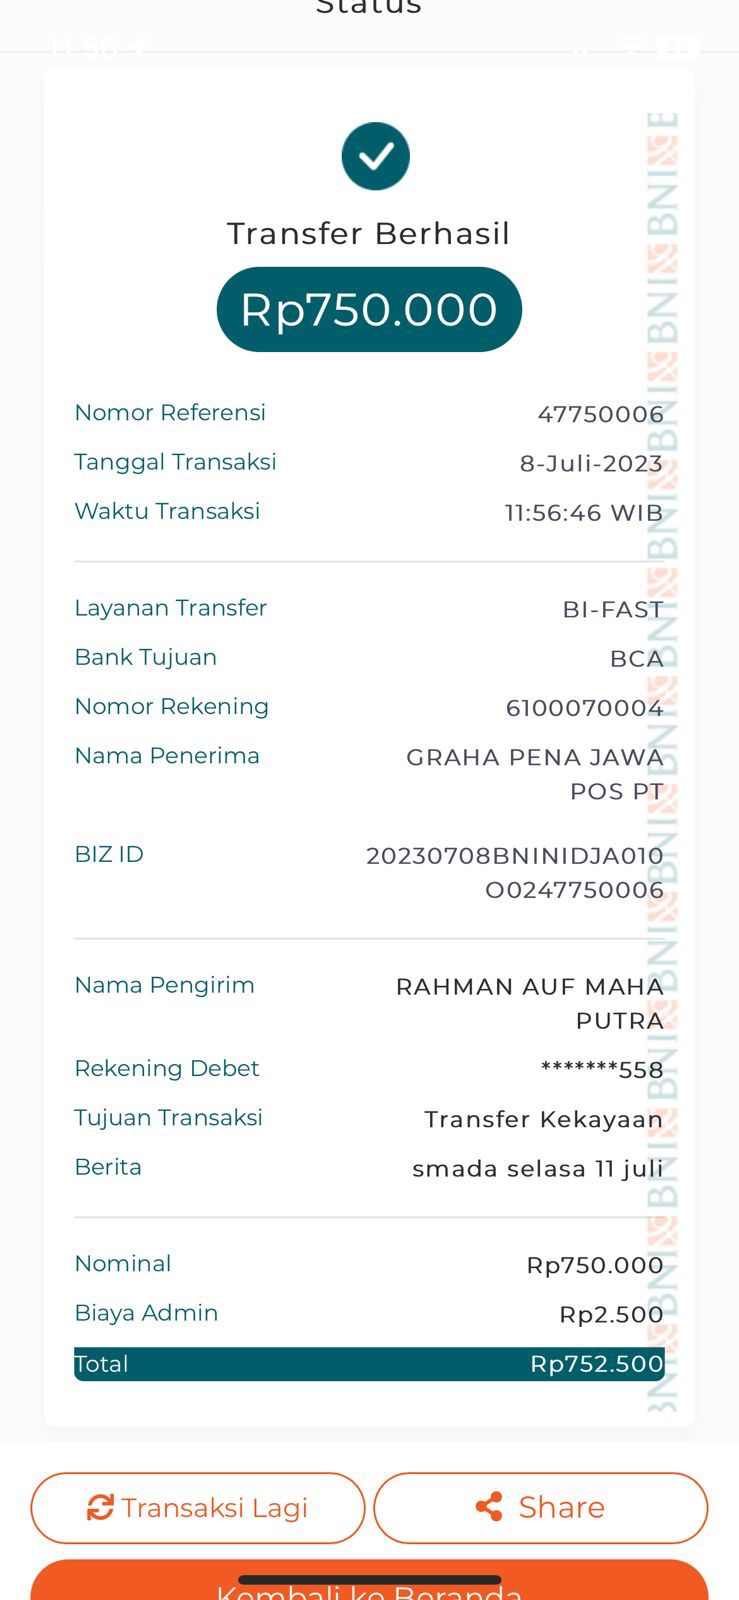 Status
11.56
Transfer Berhasil
Rp750.000
Nomor Referensi 47750006
Tanggal Transaksi 8-Juli-2023
Waktu Transaksi 11:56:46 WIB
Layanan Transfer BI-FAST
Bank Tujuan BCA
Nomor Rekening 6100070004
Nama Penerima GRAHA PENA JAWA
POS PT
BIZ ID 20230708BNINIDJA010
O0247750006
Nama Pengirim RAHMAN AUF MAHA
PUTRA
Rekening Debet *******558
Tujuan Transaksi Transfer Kekayaan
Berita smada selasa 11 juli
Nominal Rp750.000
Biaya Admin Rp2.500
Total Rp752.500
BNI BNI BNI BNI BNI BNI BNI BNI BNI BNI BNI
Transaksi Lagi
Share
Kembali ke Beranda